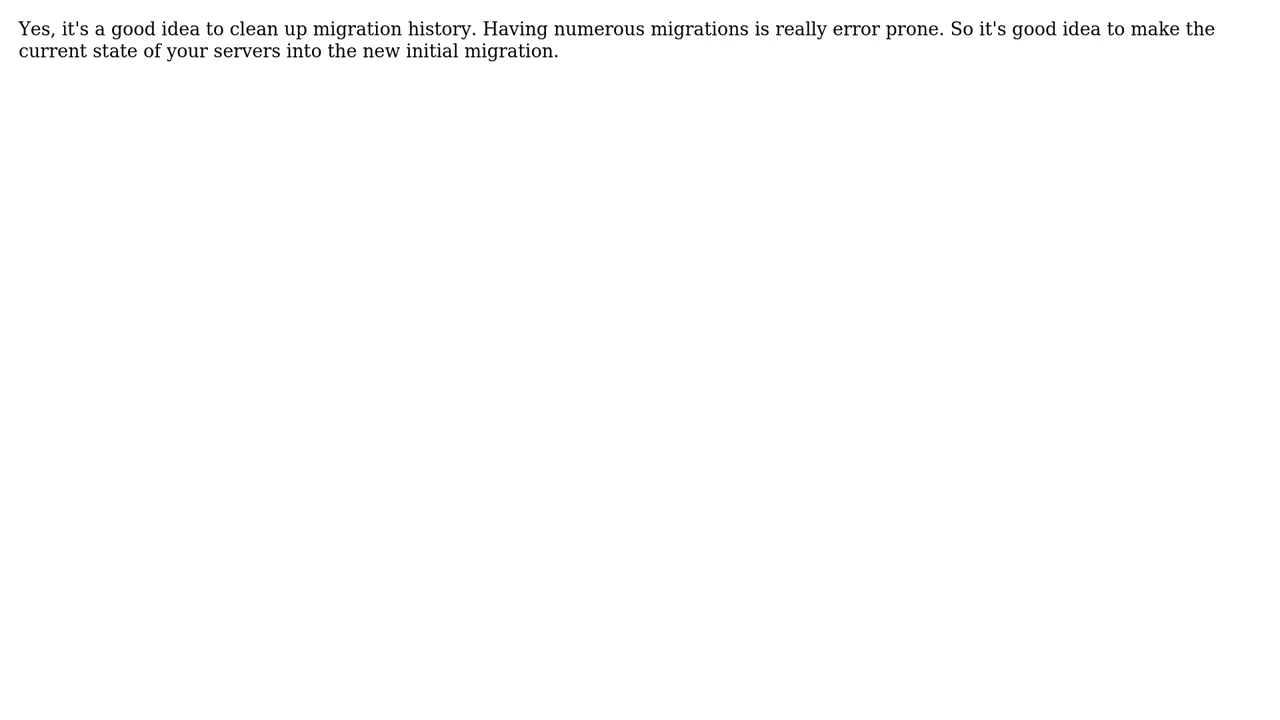 Yes, it's a good idea to clean up migration history. Having numerous migrations is really error prone. So it's good idea to make the
current state of your servers into the new initial migration.